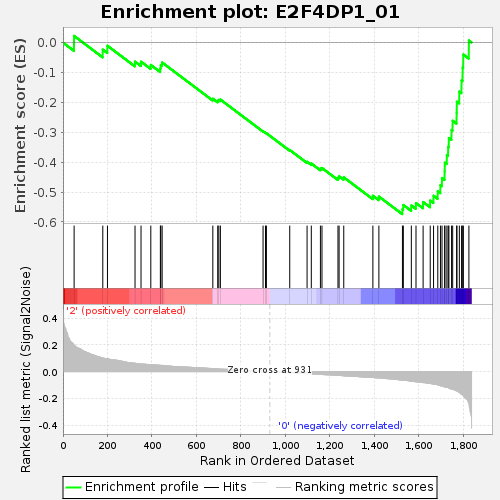 Enrichment plot: E2F4DP1_01
Enrichment score (ES)
0.0
-0.1
-0.2
-0.3
-0.4
-0.5
-0.6
'2' (positively correlated)
Ranked list metric (Signal2Noise)
0.4
0.2
0.0
-0.2
-0.4
Zero cross at 931
'0' (negatively correlated)
0 200 400 600 800 1,000 1,200 1,400 1,600 1,800
Rank in Ordered Dataset
Enrichment profile Hits Ranking metric scores